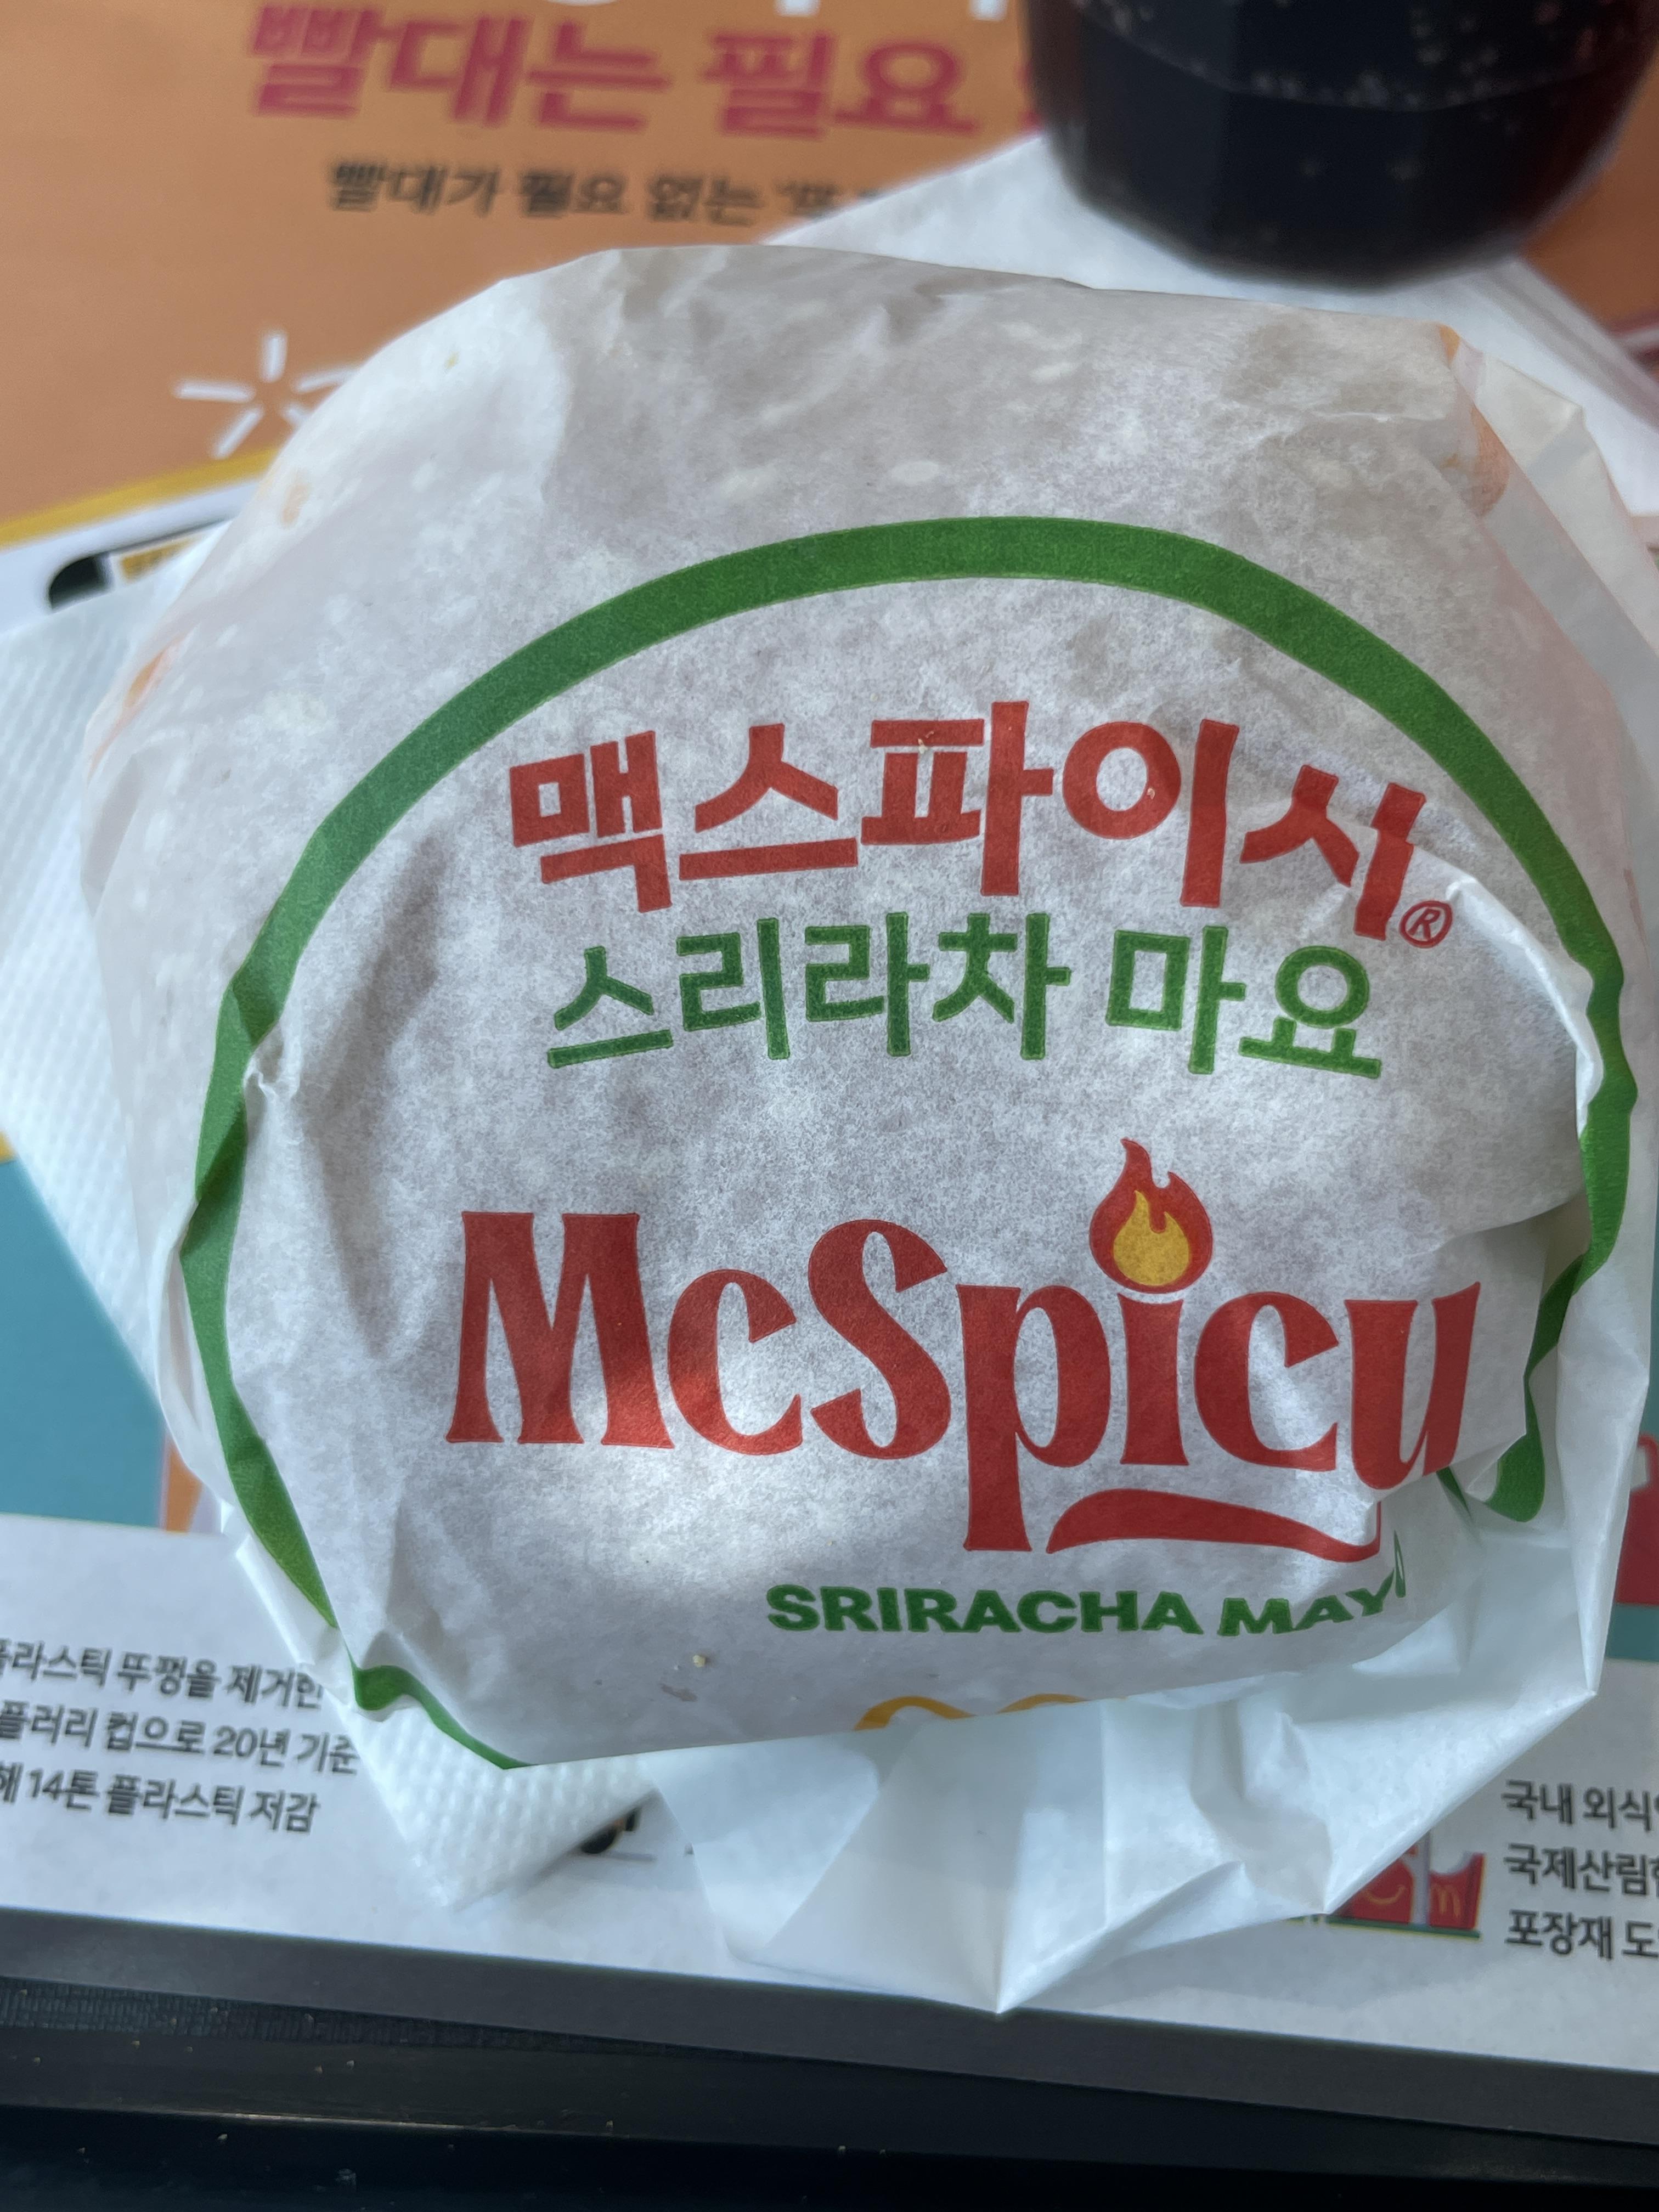 빨대는 필요
빨대가 필요 없는
맥스파이시®
스리라차 마요
McSpicy
SRIRACHA MAYO
플라스틱 뚜껑을 제거한
플러리 컵으로 20년 기준
해 14톤 플라스틱 저감
국내 외식
국제산림
포장재 도